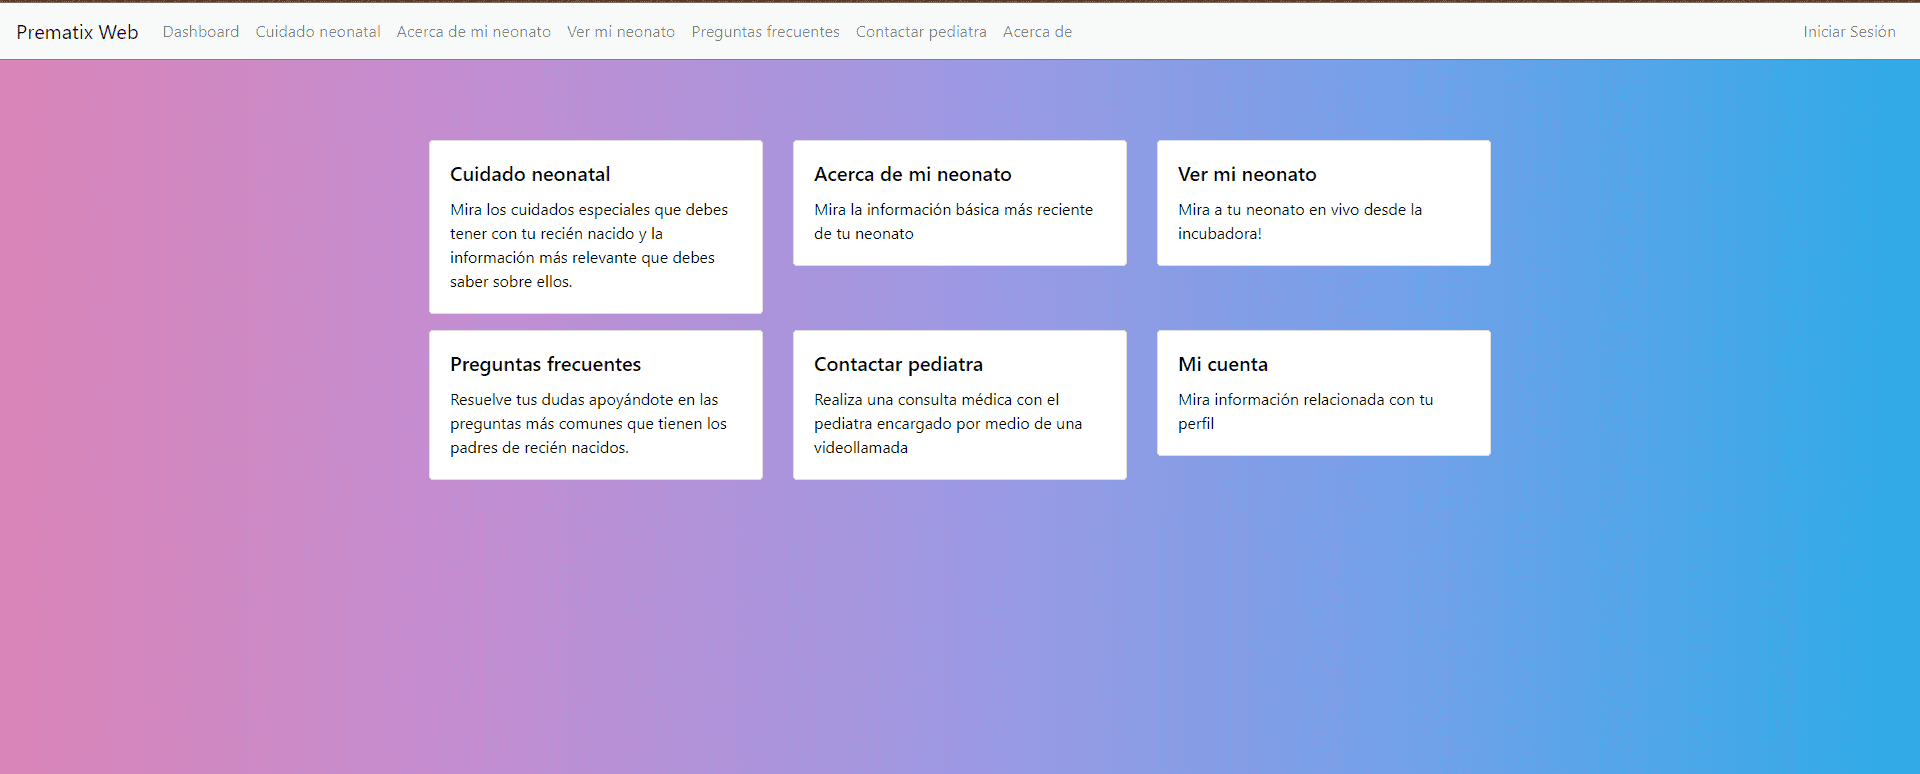 Prematix Web Dashboard Cuidado neonatal Acerca de mi neonato Ver mi neonato Preguntas frecuentes Contactar pediatra Acerca de Iniciar Sesión
Cuidado neonatal
Mira los cuidados especiales que debes
tener con tu recién nacido y la
información más relevante que debes
saber sobre ellos.
Acerca de mi neonato
Mira la información básica más reciente
de tu neonato
Ver mi neonato
Mira a tu neonato en vivo desde la
incubadora!
Preguntas frecuentes
Resuelve tus dudas apoyándote en las
preguntas más comunes que tienen los
padres de recién nacidos.
Contactar pediatra
Realiza una consulta médica con el
pediatra encargado por medio de una
videollamada
Mi cuenta
Mira información relacionada con tu
perfil